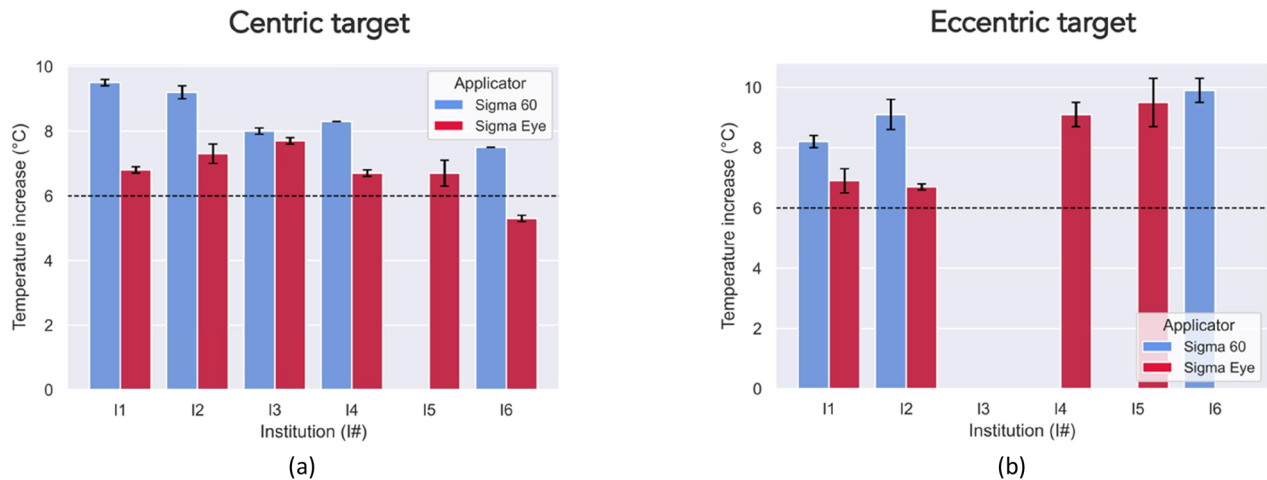 Centric target
Temperature increase (°C)
10
8
6
4
2
0
Applicator
Sigma 60
Sigma Eye
I1 I2 I3 I4 I5 I6
Institution (I#)
(a)
Eccentric target
Temperature increase (°C)
10
8
6
4
2
0
Applicator
Sigma 60
Sigma Eye
I1 I2 I3 I4 I5 I6
Institution (I#)
(b)